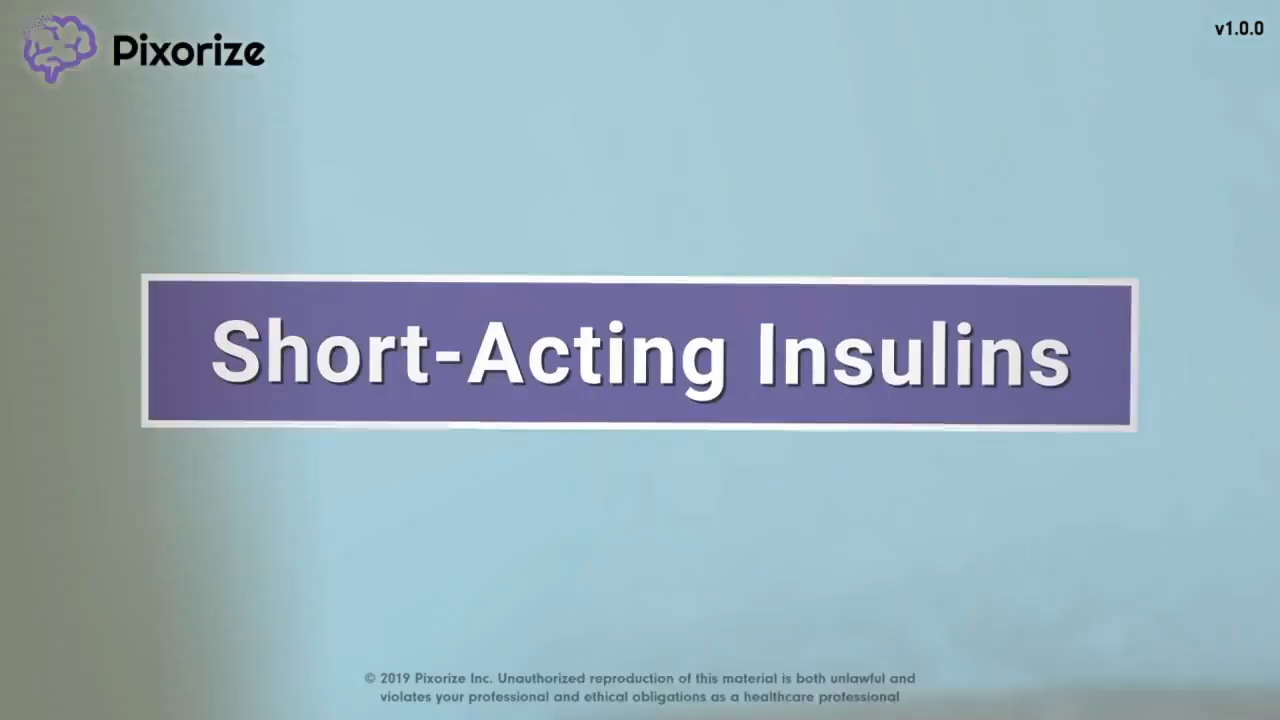 Pixorize
v1.0.0
Short-Acting Insulins
© 2019 Pixorize Inc. Unauthorized reproduction of this material is both unlawful and
violates your professional and ethical obligations as a healthcare professional